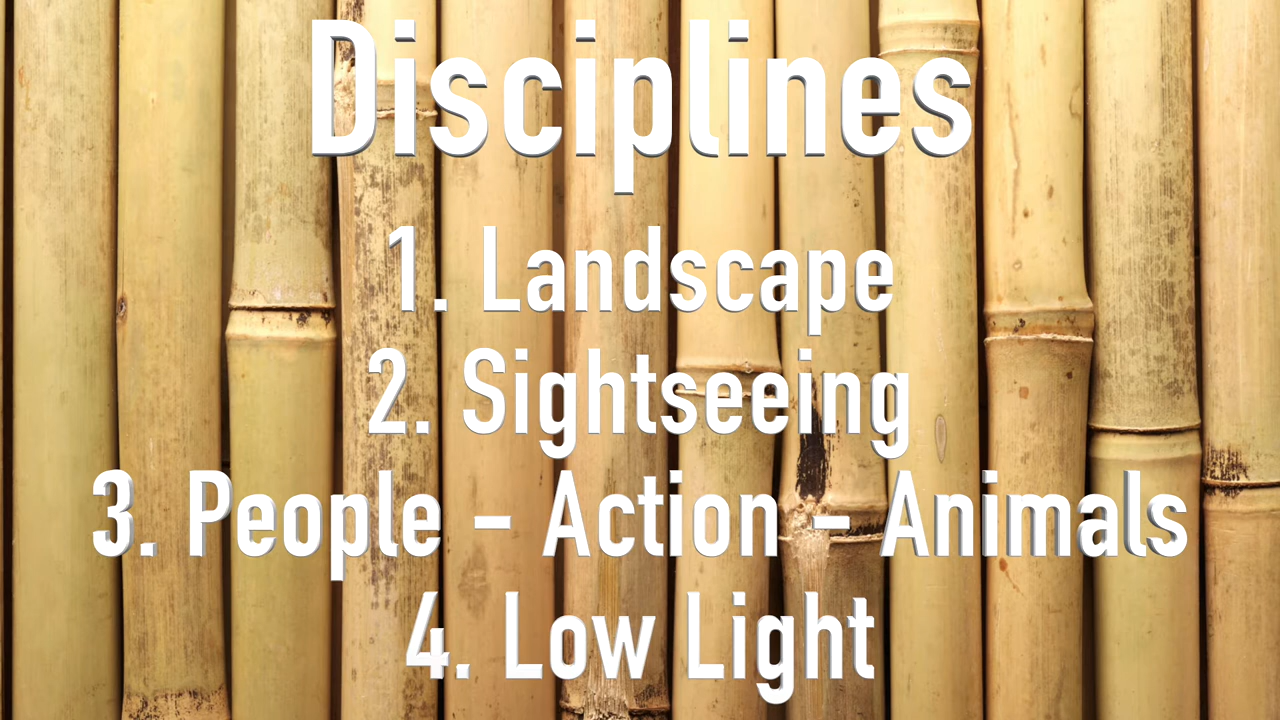 Disciplines
1. Landscape
2. Sightseeing
3. People - Action - Animals
4. Low Light